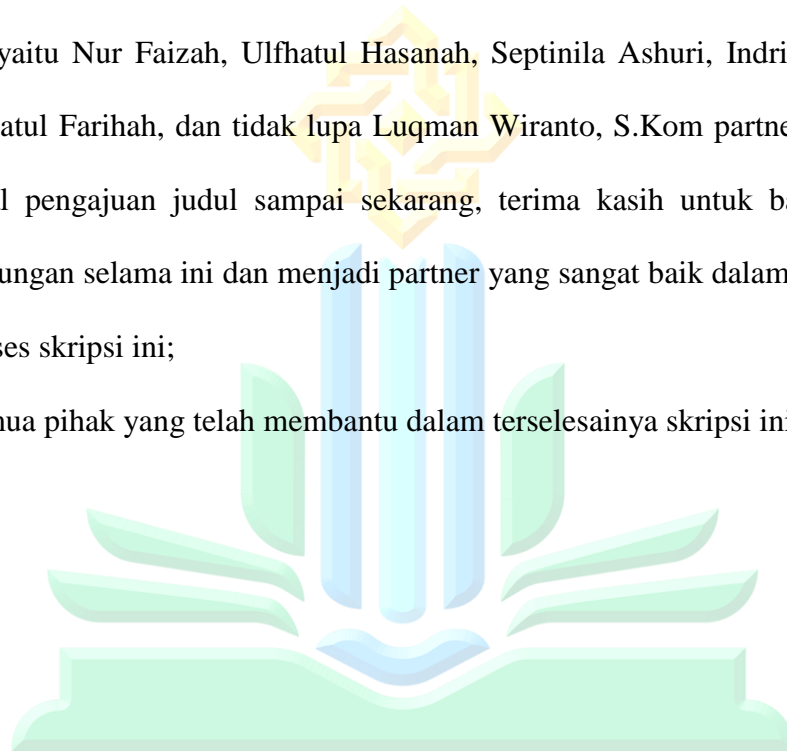 yaitu Nur Faizah, Ulfhatul Hasanah, Septinila Ashuri, Indri
atul Farihah, dan tidak lupa Luqman Wiranto, S.Kom partne
l pengajuan judul sampai sekarang, terima kasih untuk ba
ungan selama ini dan menjadi partner yang sangat baik dalam
ses skripsi ini;
nua pihak yang telah membantu dalam terselesainya skripsi ini